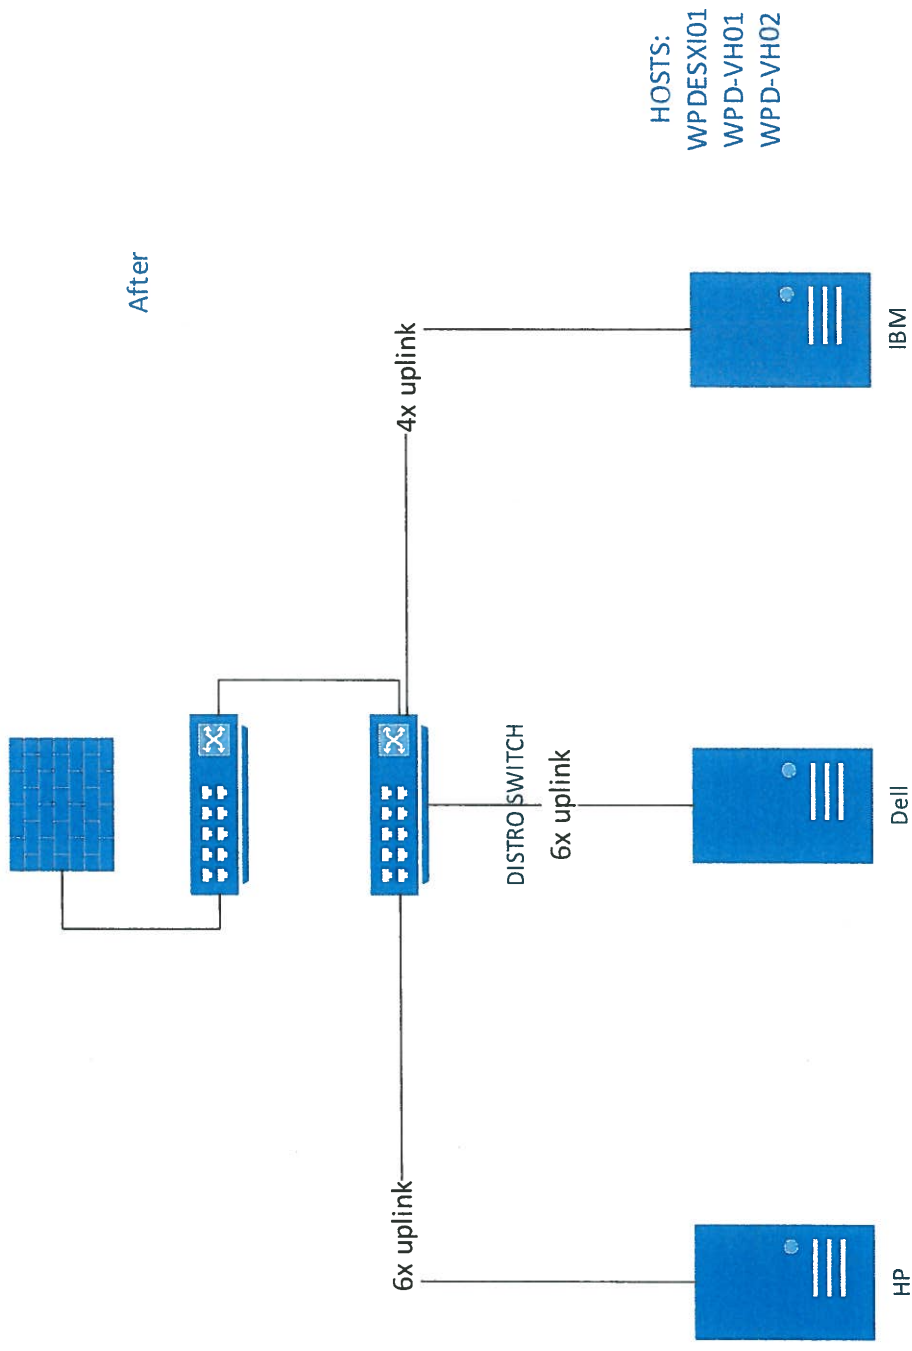 After
6x uplink
4x uplink
DISTRO SWITCH
6x uplink
HOSTS:
WPDESXI01
WPD-VH01
WPD-VH02
HP
Dell
IBM